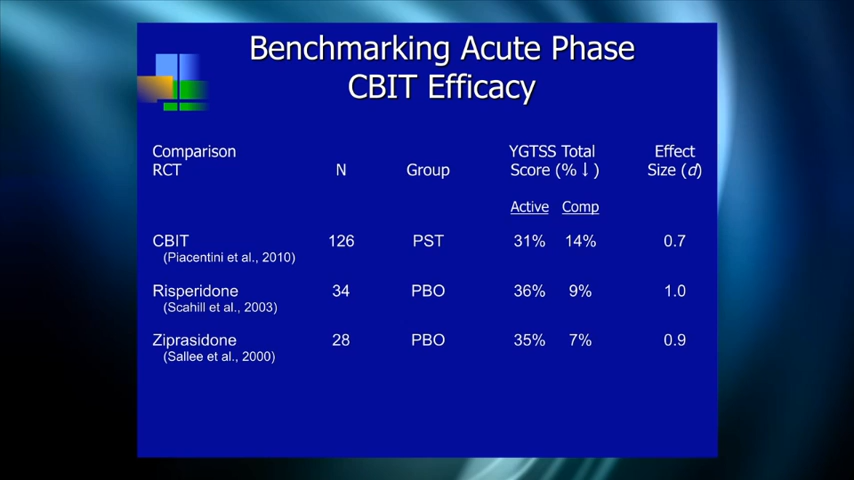 Benchmarking Acute Phase
CBIT Efficacy
Comparison RCT N Group YGTSS Total Score (%↓) Effect Size (d)
Active Comp
CBIT 126 PST 31% 14% 0.7
(Piacentini et al., 2010)
Risperidone 34 PBO 36% 9% 1.0
(Scahill et al., 2003)
Ziprasidone 28 PBO 35% 7% 0.9
(Sallee et al., 2000)